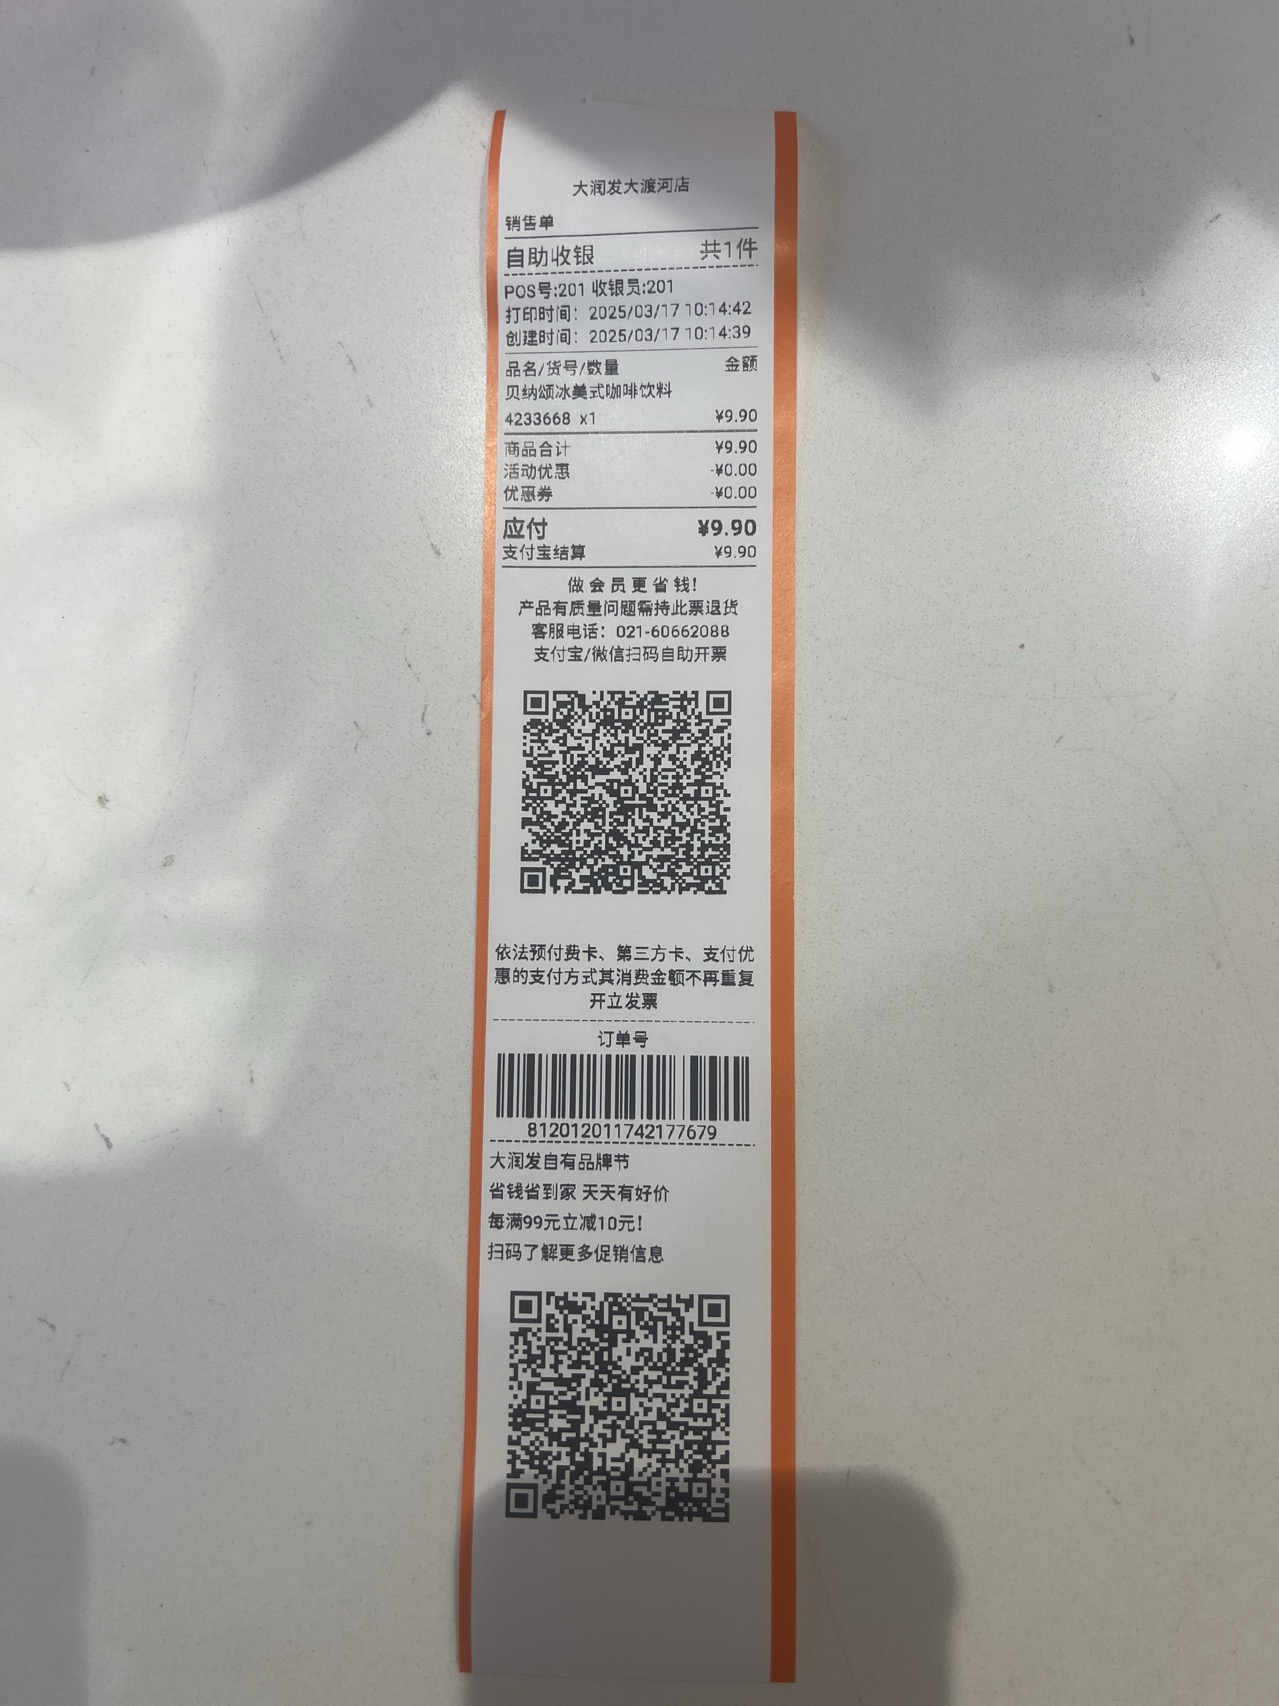 大润发大渡河店
销售单
自助收银 共1件
POS号:201 收银员:201
打印时间: 2025/03/17 10:14:42
创建时间: 2025/03/17 10:14:39
品名/货号/数量 金额
贝纳颂冰美式咖啡饮料
4233668 x1 ¥9.90
商品合计 ¥9.90
活动优惠 -¥0.00
优惠券 -¥0.00
应付 ¥9.90
支付宝结算 ¥9.90
做会员更省钱!
产品有质量问题需持此票退货
客服电话: 021-60662088
支付宝/微信扫码自助开票
依法预付费卡、第三方卡、支付优
惠的支付方式其消费金额不再重复
开立发票
订单号
812012011742177679
大润发自有品牌节
省钱省到家 天天有好价
每满99元立减10元!
扫码了解更多促销信息